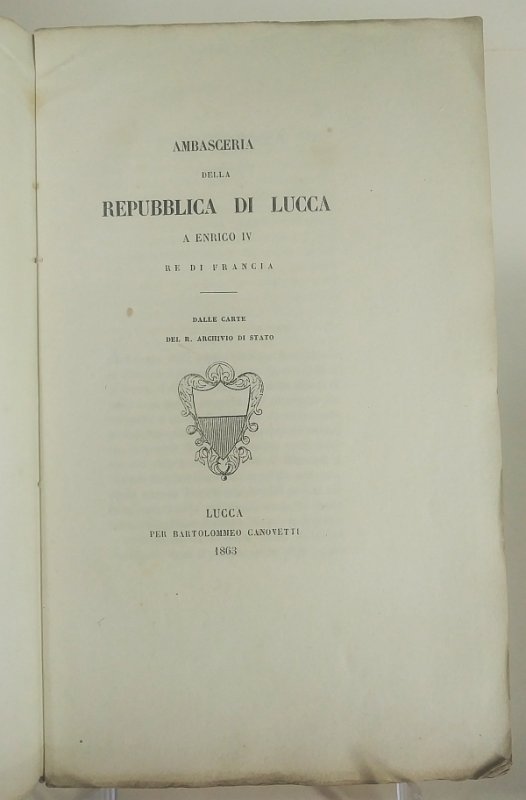 AMBASCERIA
DELLA
REPUBBLICA DI LUCCA
A ENRICO IV
RE DI FRANCIA
DALLE CARTE
DEL R. ARCHIVIO DI STATO
LUCCA
PER BARTOLOMMEO CANOVETTI
1863